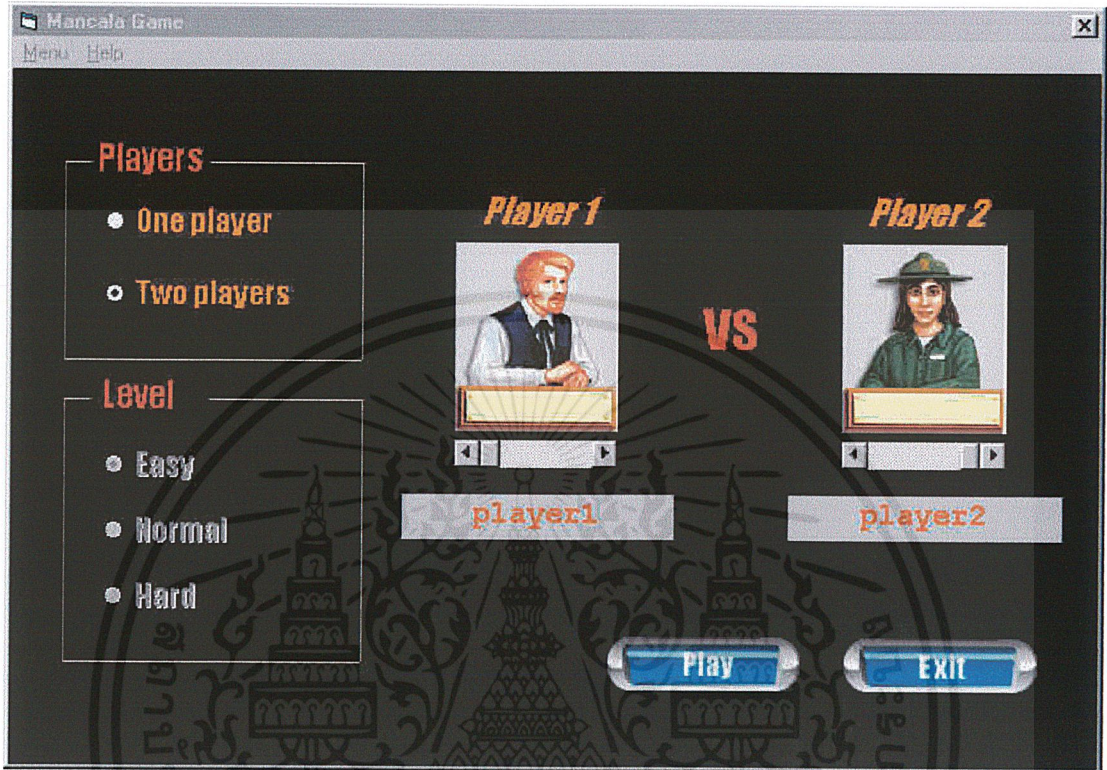 Mancala Game
Menu Help
Players
One player
Two players
Level
Easy
Normal
Hard
Player 1
VS
Player 2
player1
player2
Play
Exit